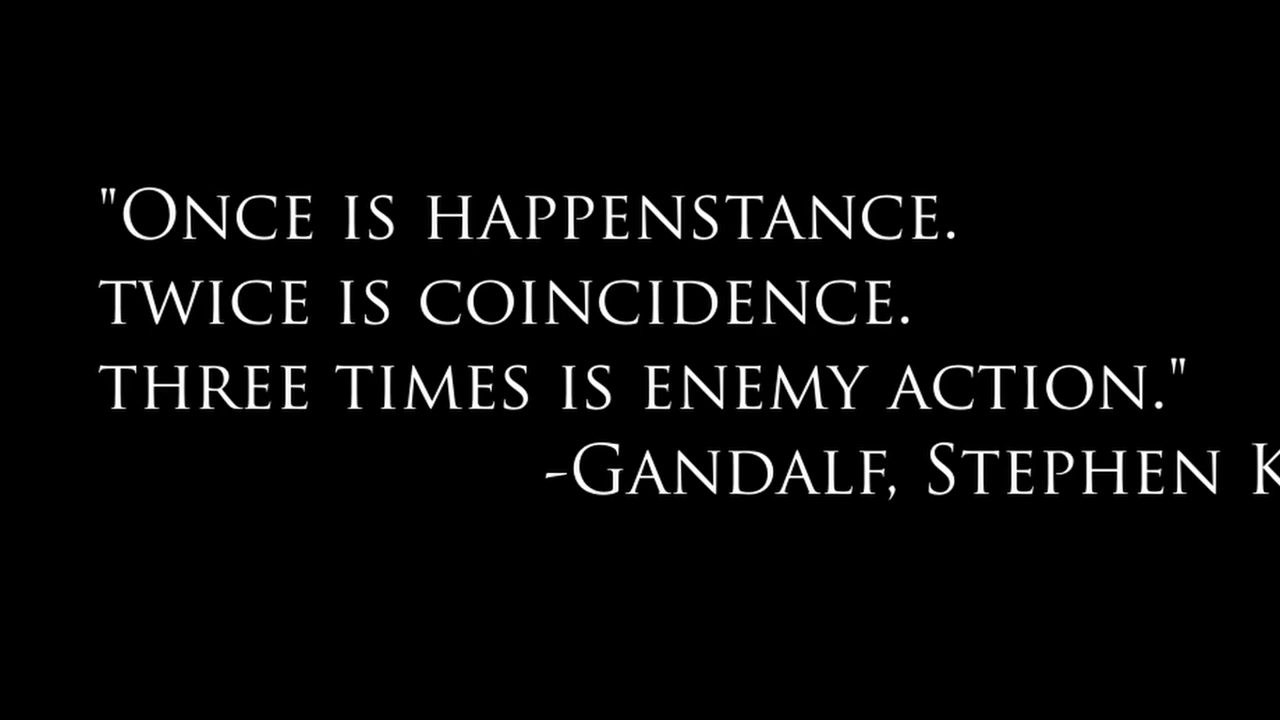 "Once is happenstance.
twice is coincidence.
three times is enemy action."
-Gandalf, Stephen K